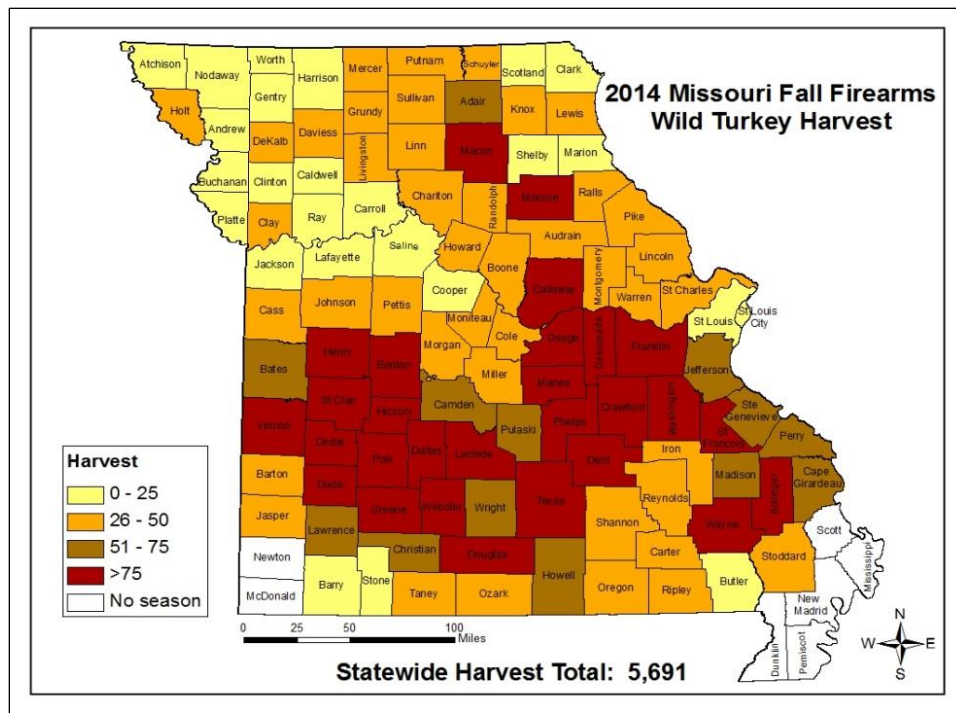 2014 Missouri Fall Firearms
Wild Turkey Harvest
Atchison
Nodaway
Worth
Harrison
Mercer
Putnam
Schuyler
Scotland
Clark
Gentry
Holt
Andrew
DeKalb
Daviess
Grundy
Sullivan
Adair
Knox
Lewis
Livingston
Linn
Macon
Shelby
Marion
Buchanan
Clinton
Caldwell
Platte
Clay
Ray
Carroll
Chariton
Randolph
Monroe
Ralls
Pike
Audrain
Jackson
Lafayette
Saline
Howard
Boone
Callaway
Montgomery
Lincoln
Warren
St Charles
Cooper
Cass
Johnson
Pettis
Moniteau
Cole
Osage
Gasconade
Franklin
St Louis
St Louis
City
Morgan
Miller
Jefferson
Bates
Henry
Benton
Camden
Maries
St Clair
Hickory
Pulaski
Phelps
Crawford
Washington
Ste
Genevieve
St
Francois
Perry
Vernon
Cedar
Polk
Dallas
Laclede
Dent
Iron
Madison
Bollinger
Cape
Girardeau
Barton
Dade
Greene
Webster
Wright
Texas
Reynolds
Wayne
Jasper
Lawrence
Shannon
Scott
Newton
Christian
Douglas
Howell
Carter
Stoddard
Mississippi
McDonald
Barry
Stone
Taney
Ozark
Oregon
Ripley
Butler
New
Madrid
Dunklin
Pemiscot
Harvest
0 - 25
26 - 50
51 - 75
>75
No season
0 25 50 100
Miles
N
W E
S
Statewide Harvest Total: 5,691